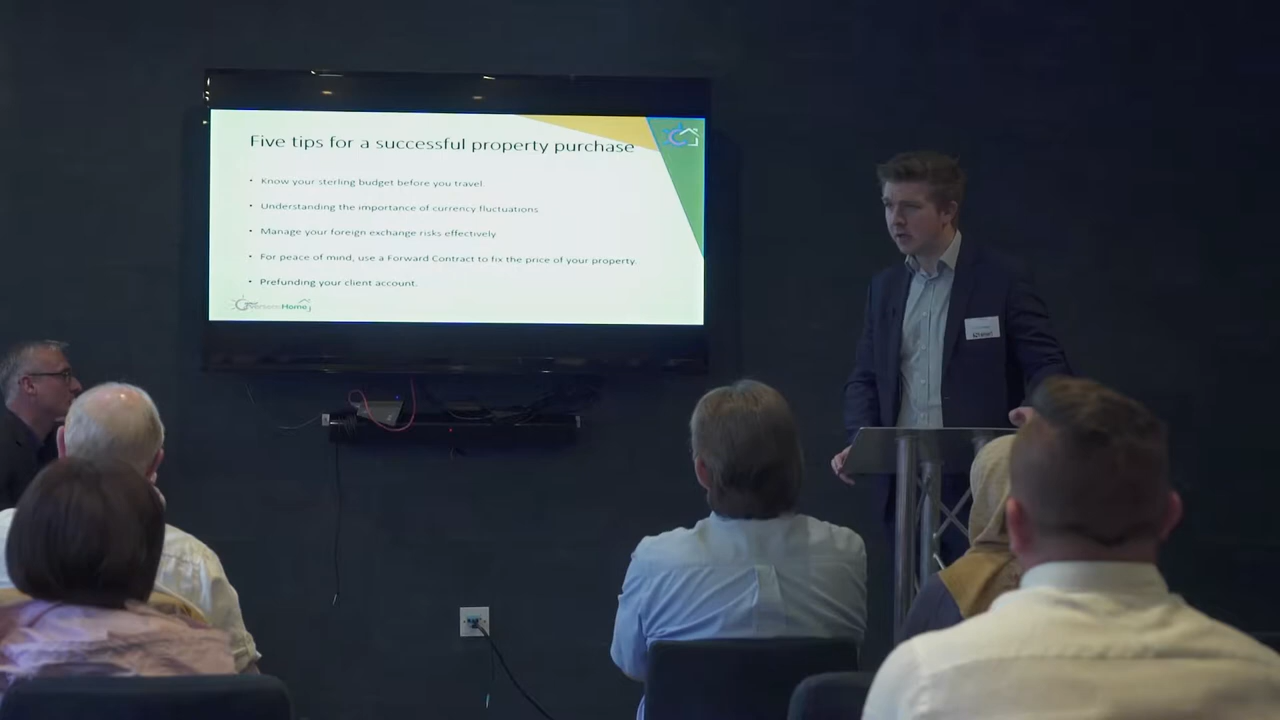 Five tips for a successful property purchase
• Know your sterling budget before you travel
• Understanding the importance of currency fluctuations
• Manage your foreign exchange risks effectively
• For peace of mind, use a Forward Contract to fix the price of your property.
• Prefunding your client account.
Home